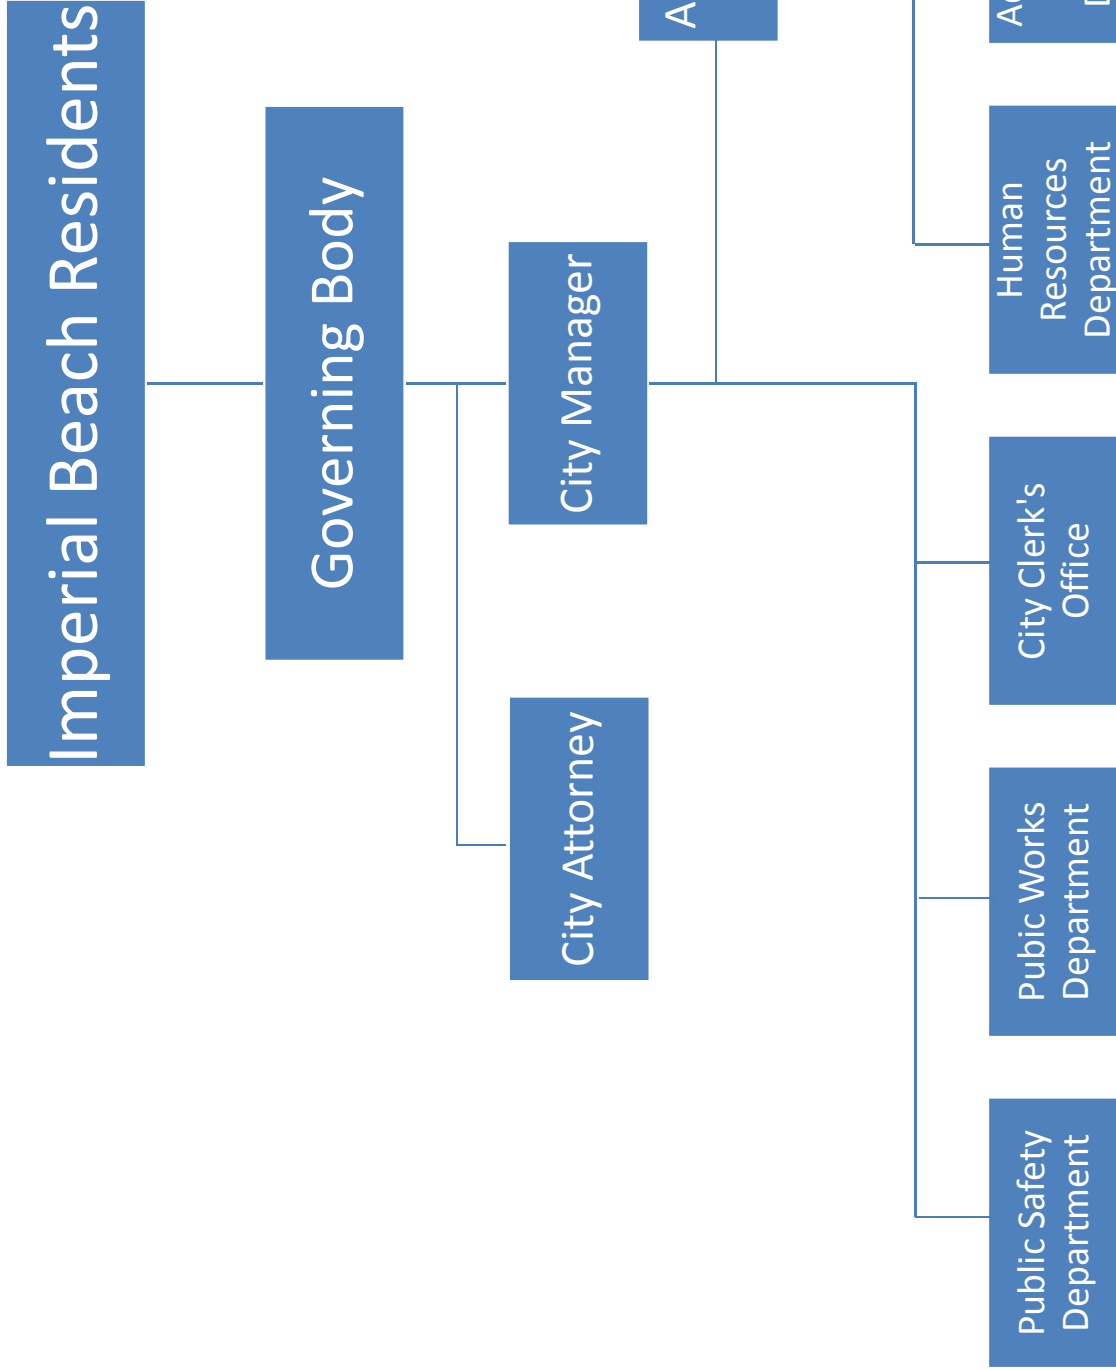 Imperial Beach Residents
Governing Body
City Attorney
City Manager
Public Safety
Department
Pubic Works
Department
City Clerk's
Office
Human
Resources
Department